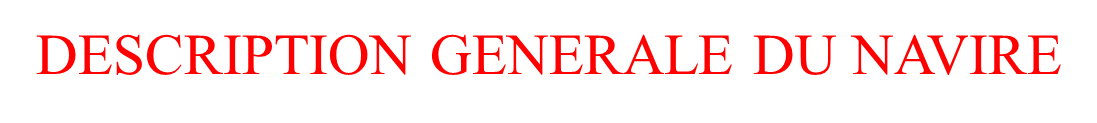 DESCRIPTION GENERALE DU NAVIRE